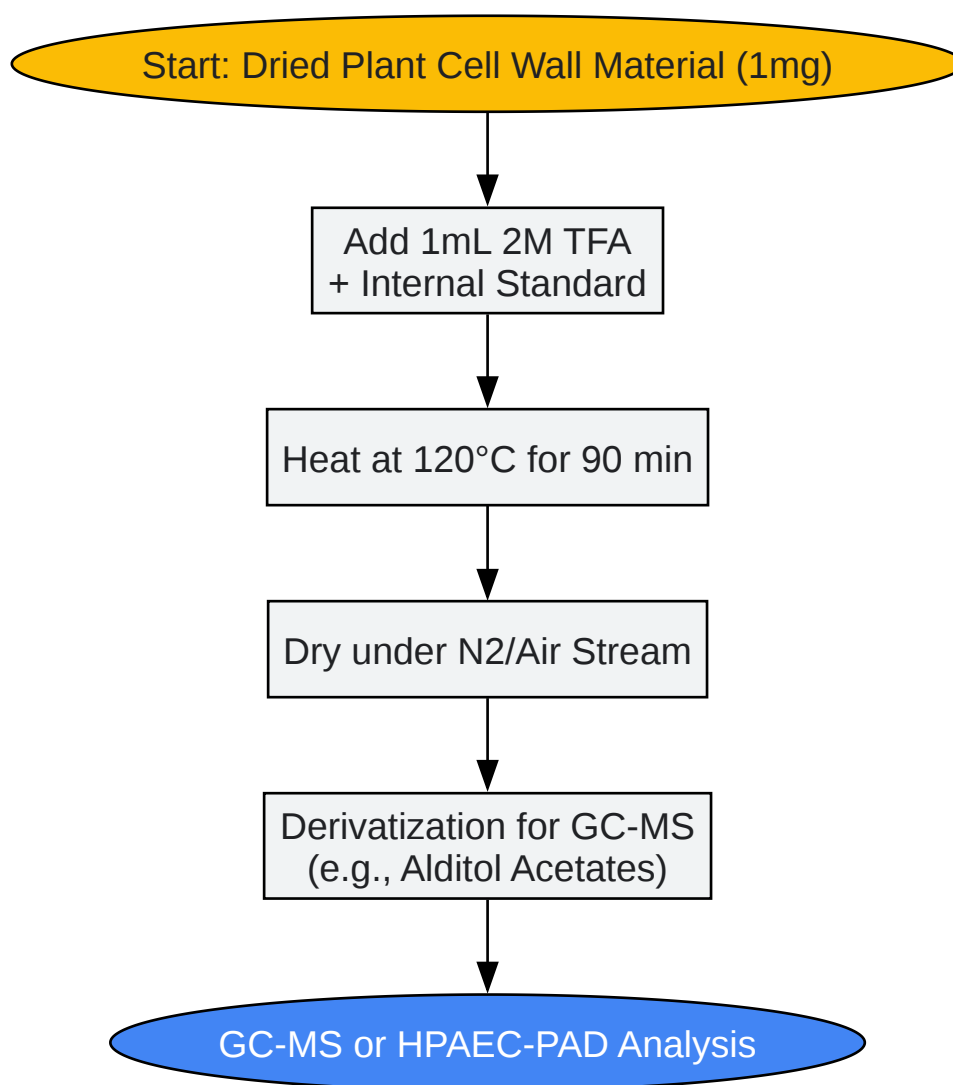 Start: Dried Plant Cell Wall Material (1mg)
Add 1mL 2M TFA
+ Internal Standard
Heat at 120°C for 90 min
Dry under N2/Air Stream
Derivatization for GC-MS
(e.g., Alditol Acetates)
GC-MS or HPAEC-PAD Analysis